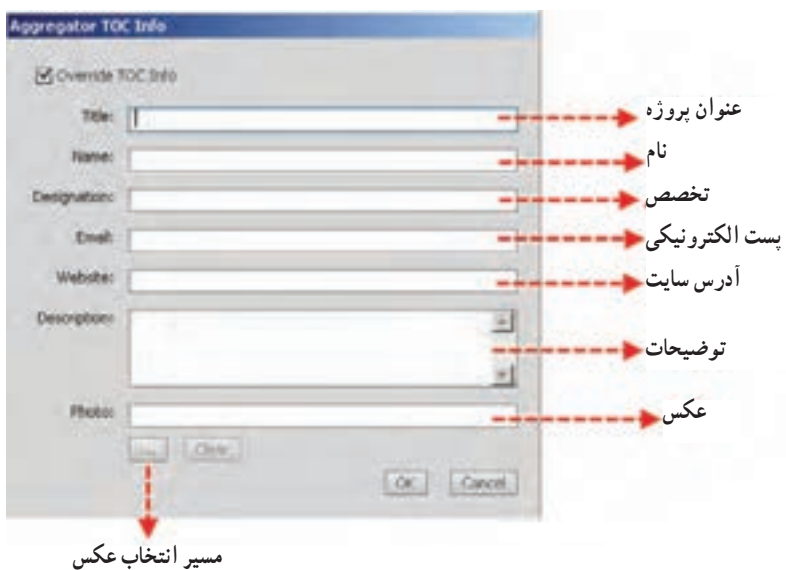 Aggregator TOC Info
Override TOC Info
Title:
عنوان پروژه
Name:
نام
Designation:
تخصص
Email:
پست الکترونیکی
Website:
آدرس سایت
Description:
توضیحات
Photo:
عکس
... Clear
OK Cancel
مسیر انتخاب عکس